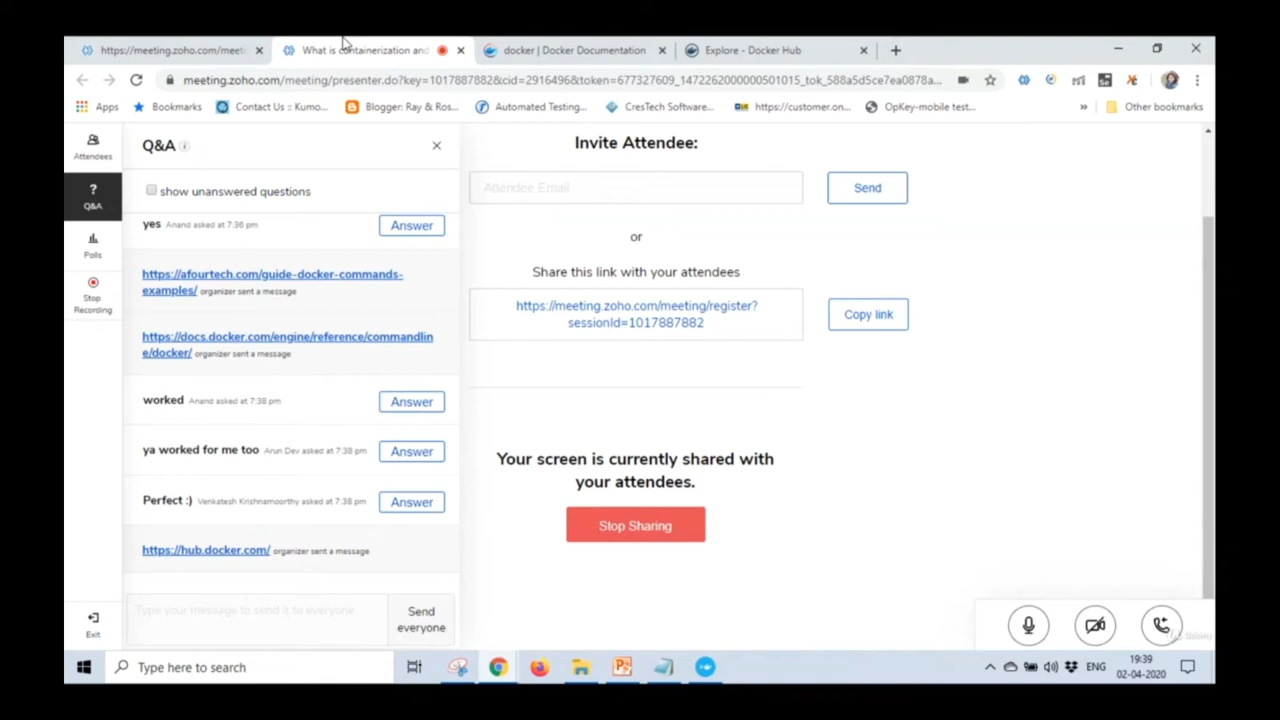 https://meeting.zoho.com/meeti
What is containerization and
docker | Docker Documentation
Explore - Docker Hub
meeting.zoho.com/meeting/presenter.do?key=1017887882&cid=2916496&token=677327609_1472262000000501015_tok_588a5d5ce7ea0878a...
Apps
Bookmarks
Contact Us :: Kumo...
Blogger: Ray & Ros...
Automated Testing...
CresTech Software...
https://customer.on...
OpKey-mobile test...
»
Other bookmarks
Attendees
Q&A
Polls
Stop
Recording
Exit
Q&A
show unanswered questions
yes Anand asked at 7:36 pm
Answer
https://afourtech.com/guide-docker-commands-
examples/ organizer sent a message
https://docs.docker.com/engine/reference/commandlin
e/docker/ organizer sent a message
worked Anand asked at 7:38 pm
Answer
ya worked for me too Arun Dev asked at 7:38 pm
Answer
Perfect :) Venkatesh Krishnamoorthy asked at 7:38 pm
Answer
https://hub.docker.com/ organizer sent a message
Type your message to send it to everyone
Send
everyone
Invite Attendee:
Attendee Email
Send
or
Share this link with your attendees
https://meeting.zoho.com/meeting/register?
sessionId=1017887882
Copy link
Your screen is currently shared with
your attendees.
Stop Sharing
Udemy
Type here to search
ENG
19:39
02-04-2020